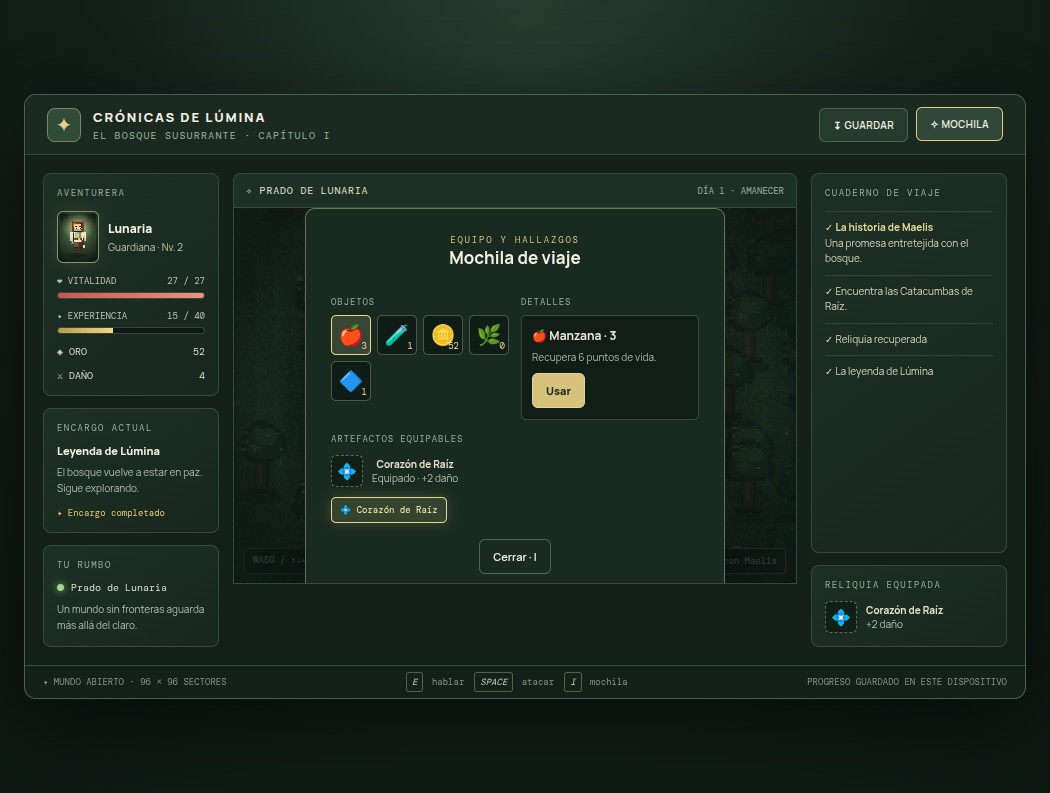 CRÓNICAS DE LÚMINA
EL BOSQUE SUSURRANTE · CAPÍTULO I
GUARDAR
MOCHILA
AVENTURERA
Lunaria
Guardiana · Nv. 2
VITALIDAD 27 / 27
EXPERIENCIA 15 / 40
ORO 52
DAÑO 4
ENCARGO ACTUAL
Leyenda de Lúmina
El bosque vuelve a estar en paz.
Sigue explorando.
Encargo completado
TU RUMBO
Prado de Lunaria
Un mundo sin fronteras aguarda
más allá del claro.
PRADO DE LUNARIA
DÍA 1 · AMANECER
EQUIPO Y HALLAZGOS
Mochila de viaje
OBJETOS
3
1
52
0
1
DETALLES
Manzana · 3
Recupera 6 puntos de vida.
Usar
ARTEFACTOS EQUIPABLES
Corazón de Raíz
Equipado · +2 daño
Corazón de Raíz
Cerrar · I
WASD /
con Maelis
CUADERNO DE VIAJE
✓ La historia de Maelis
Una promesa entretejida con el
bosque.
✓ Encuentra las Catacumbas de
Raíz.
✓ Reliquia recuperada
✓ La leyenda de Lúmina
RELIQUIA EQUIPADA
Corazón de Raíz
+2 daño
MUNDO ABIERTO · 96 × 96 SECTORES
E hablar SPACE atacar I mochila
PROGRESO GUARDADO EN ESTE DISPOSITIVO